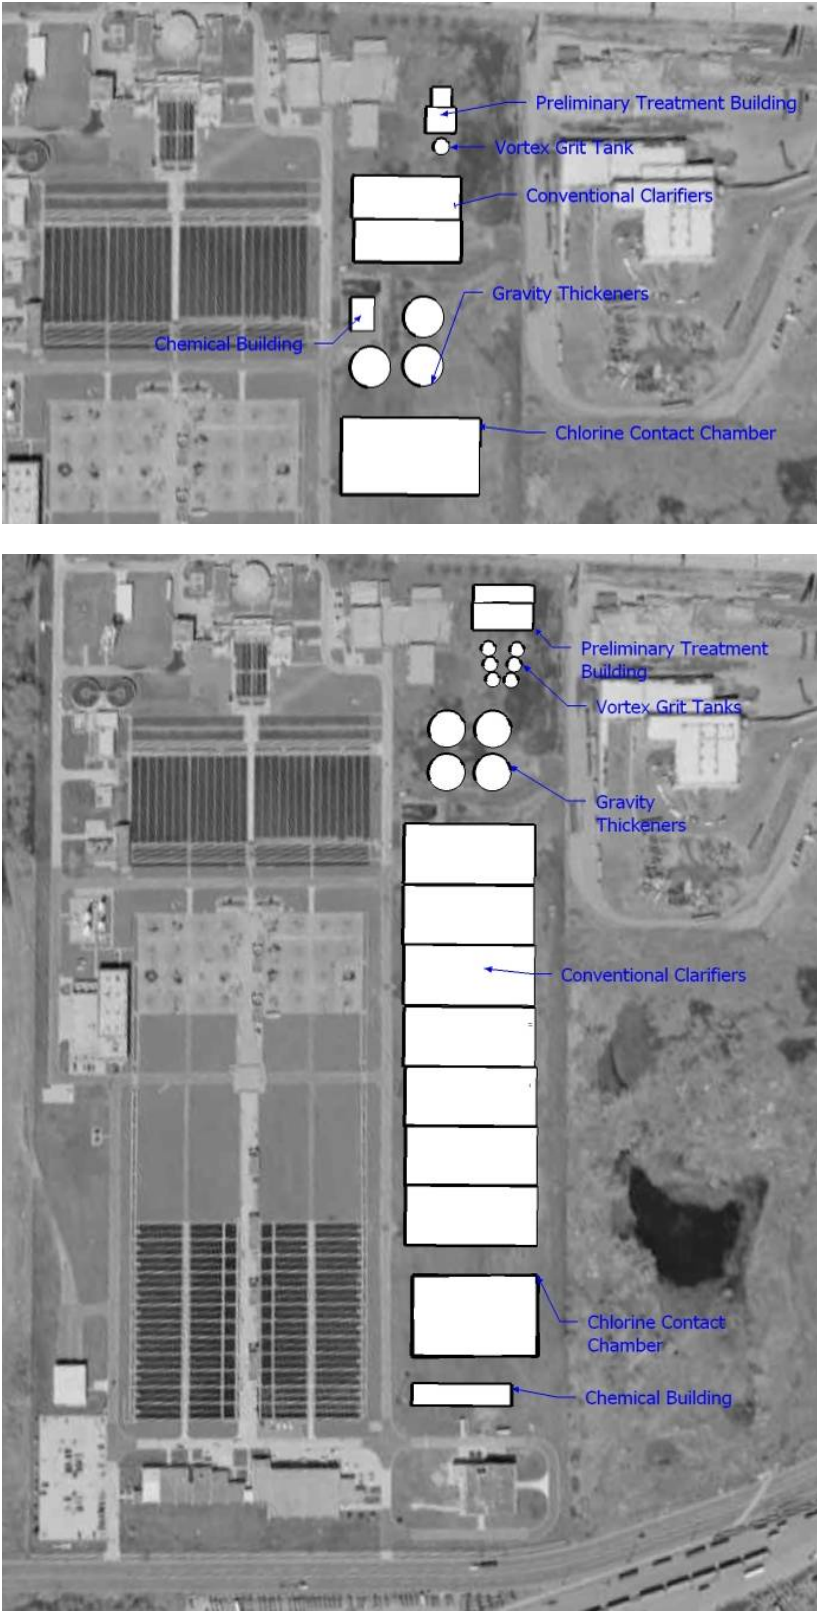 Preliminary Treatment Building
Vortex Grit Tank
Conventional Clarifiers
Gravity Thickeners
Chemical Building
Chlorine Contact Chamber
Preliminary Treatment
Building
Vortex Grit Tanks
Gravity
Thickeners
Conventional Clarifiers
Chlorine Contact
Chamber
Chemical Building